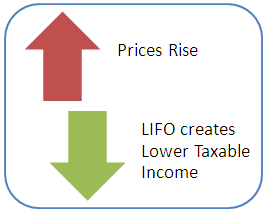 Prices Rise
LIFO creates
Lower Taxable
Income